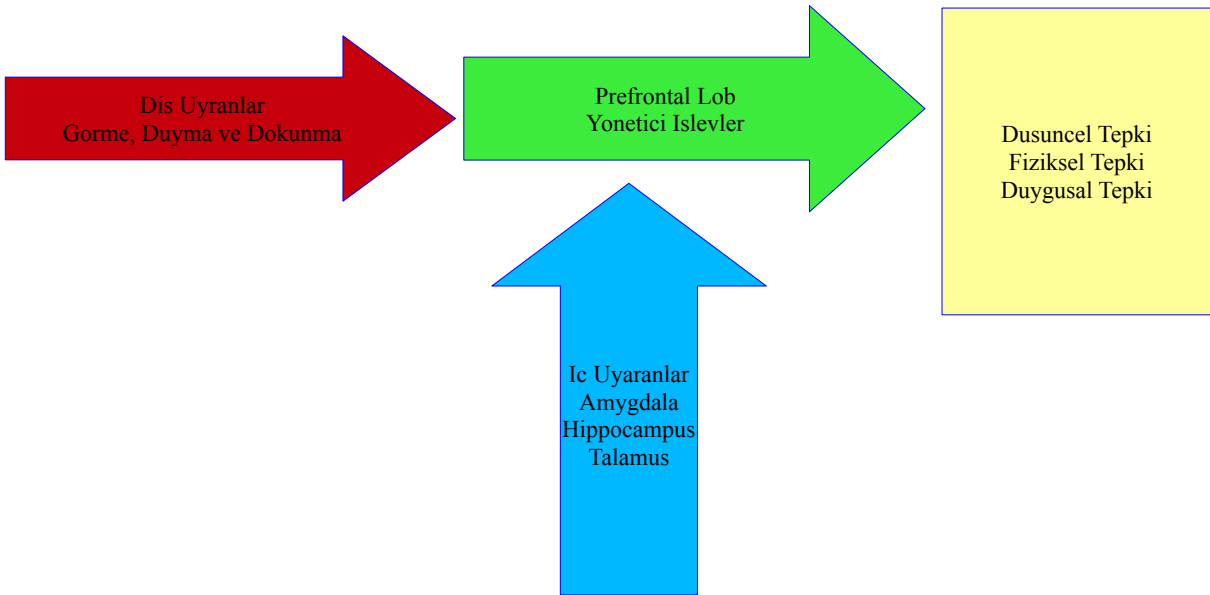 Dis Uyranlar
Gorme, Duyma ve Dokunma
Prefrontal Lob
Yonetici Islevler
Dusuncel Tepki
Fiziksel Tepki
Duygusal Tepki
Ic Uyaranlar
Amygdala
Hippocampus
Talamus